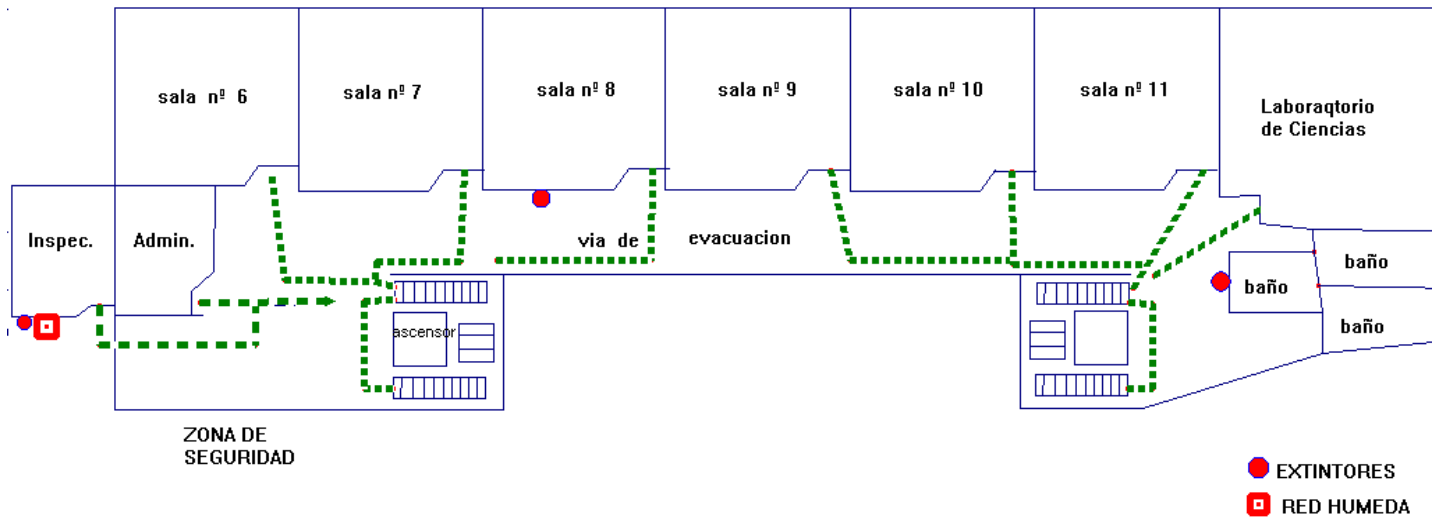 sala nº 6
sala nº 7
sala nº 8
sala nº 9
sala nº 10
sala nº 11
Laboraqtorio
de Ciencias
Inspec.
Admin.
via de
evacuacion
baño
baño
baño
ascensor
ZONA DE
SEGURIDAD
EXTINTORES
RED HUMEDA